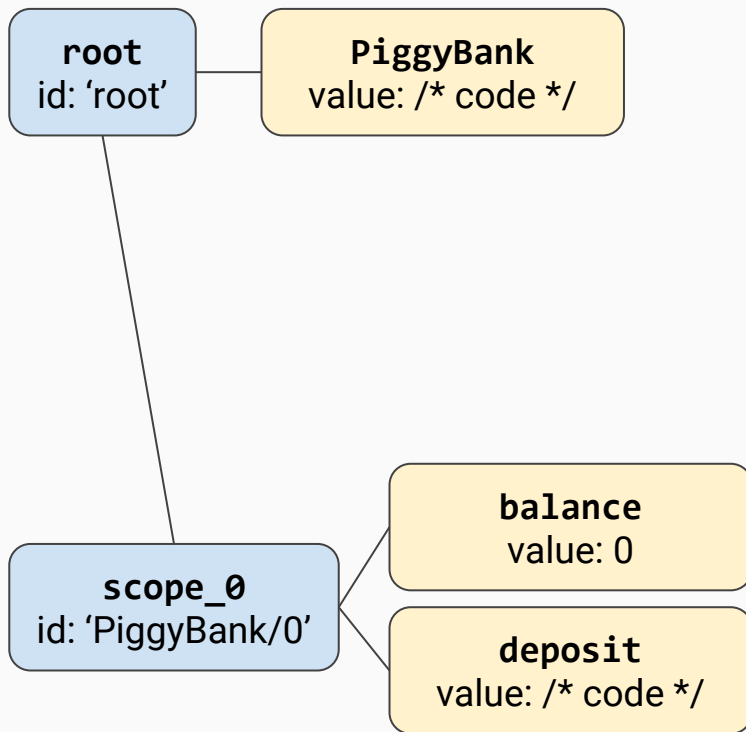 root
id: ‘root’
PiggyBank
value: /* code */
balance
value: 0
scope_0
id: ‘PiggyBank/0’
deposit
value: /* code */